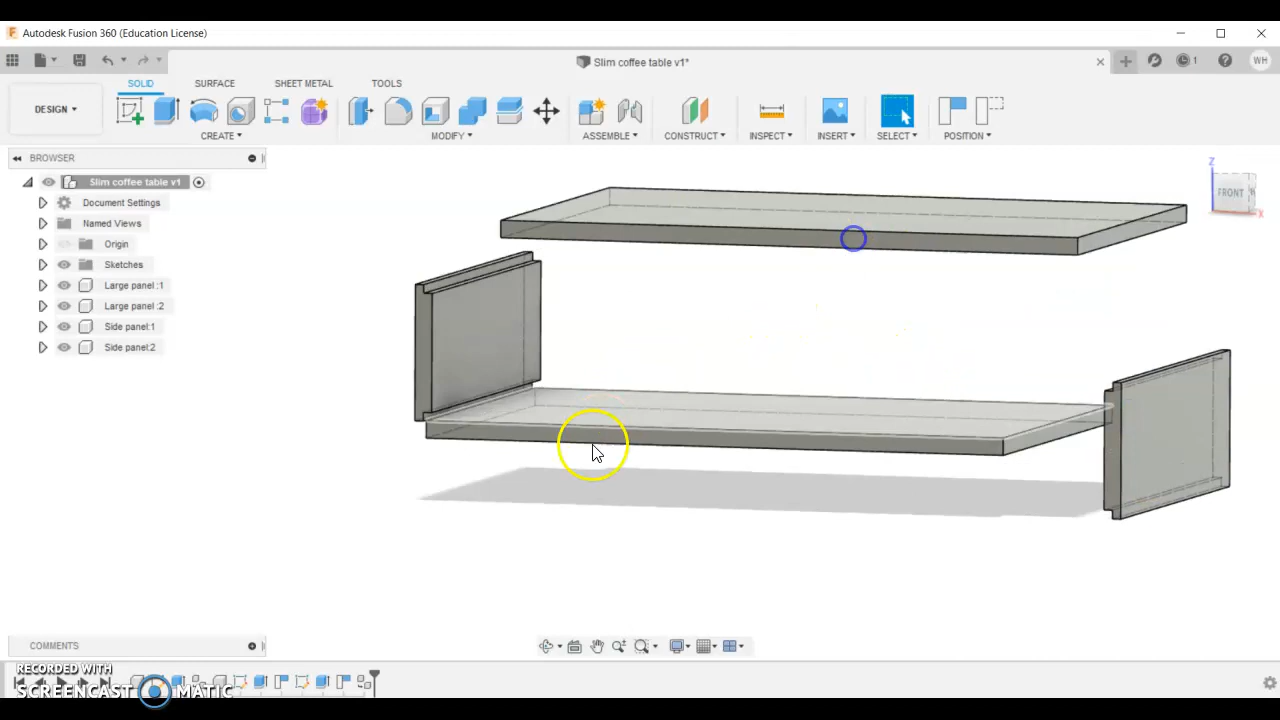 Autodesk Fusion 360 (Education License)
Slim coffee table v1*
1
WH
SOLID
SURFACE
SHEET METAL
TOOLS
DESIGN
CREATE
MODIFY
ASSEMBLE
CONSTRUCT
INSPECT
INSERT
SELECT
POSITION
BROWSER
Slim coffee table v1
Document Settings
Named Views
Origin
Sketches
Large panel :1
Large panel :2
Side panel:1
Side panel:2
Z
FRONT
X
COMMENTS
RECORDED WITH
SCREENCAST MATIC